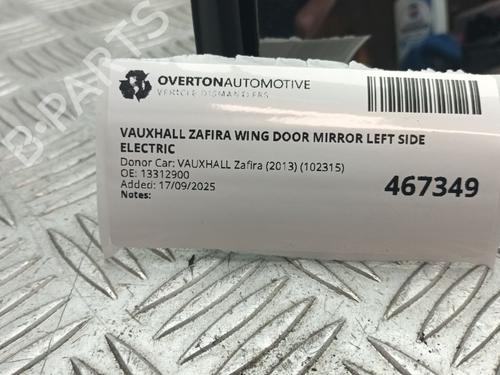 OVERTONAUTOMOTIVE
VEHICLE DISMANTLERS
VAUXHALL ZAFIRA WING DOOR MIRROR LEFT SIDE
ELECTRIC
Donor Car: VAUXHALL Zafira (2013) (102315)
OE: 13312900
Added: 17/09/2025
Notes:
467349
B-PARTS